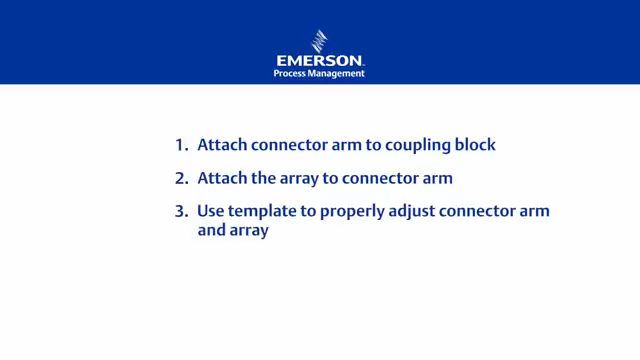 EMERSON
Process Management
1. Attach connector arm to coupling block
2. Attach the array to connector arm
3. Use template to properly adjust connector arm
and array